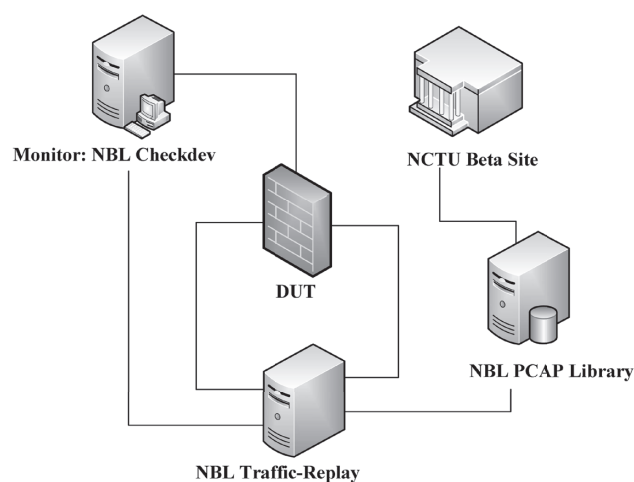 Monitor: NBL Checkdev
NCTU Beta Site
DUT
NBL PCAP Library
NBL Traffic-Replay